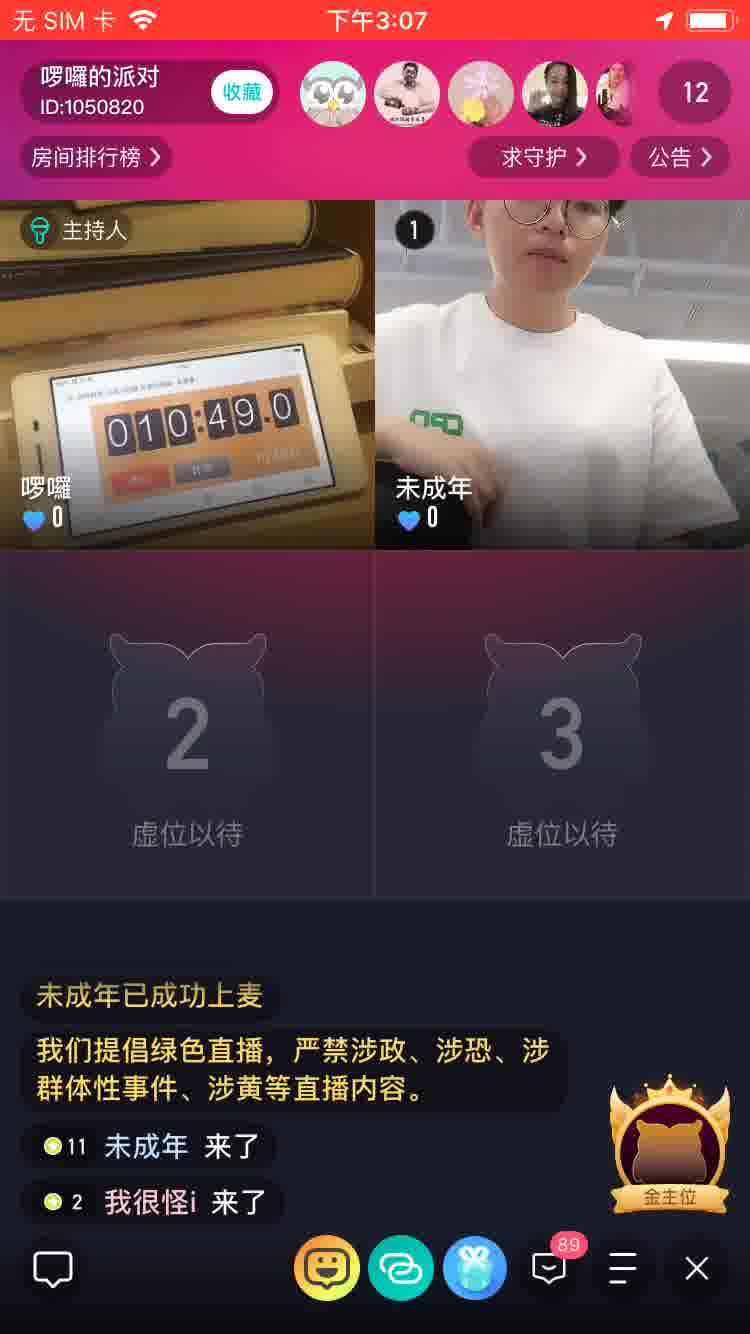 无 SIM 卡
下午3:07
啰囉的派对
ID:1050820
收藏
12
房间排行榜
求守护
公告
主持人
1
010:49.0
啰囉
0
未成年
0
2
3
虚位以待
虚位以待
未成年已成功上麦
我们提倡绿色直播，严禁涉政、涉恐、涉
群体性事件、涉黄等直播内容。
11 未成年 来了
2 我很怪i 来了
金主位
89